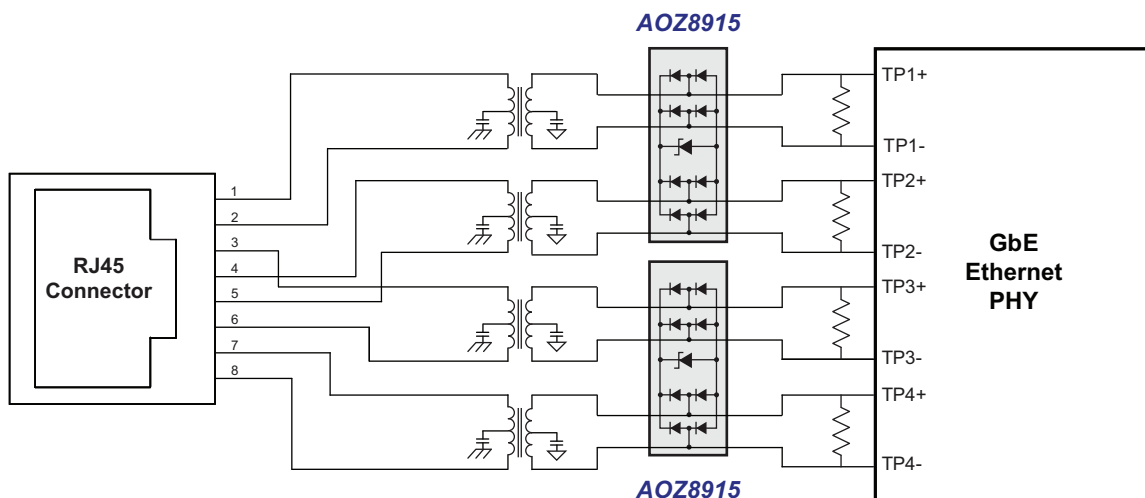 AOZ8915
TP1+
TP1-
TP2+
TP2-
TP3+
TP3-
TP4+
TP4-
GbE
Ethernet
PHY
RJ45
Connector
1
2
3
4
5
6
7
8
AOZ8915